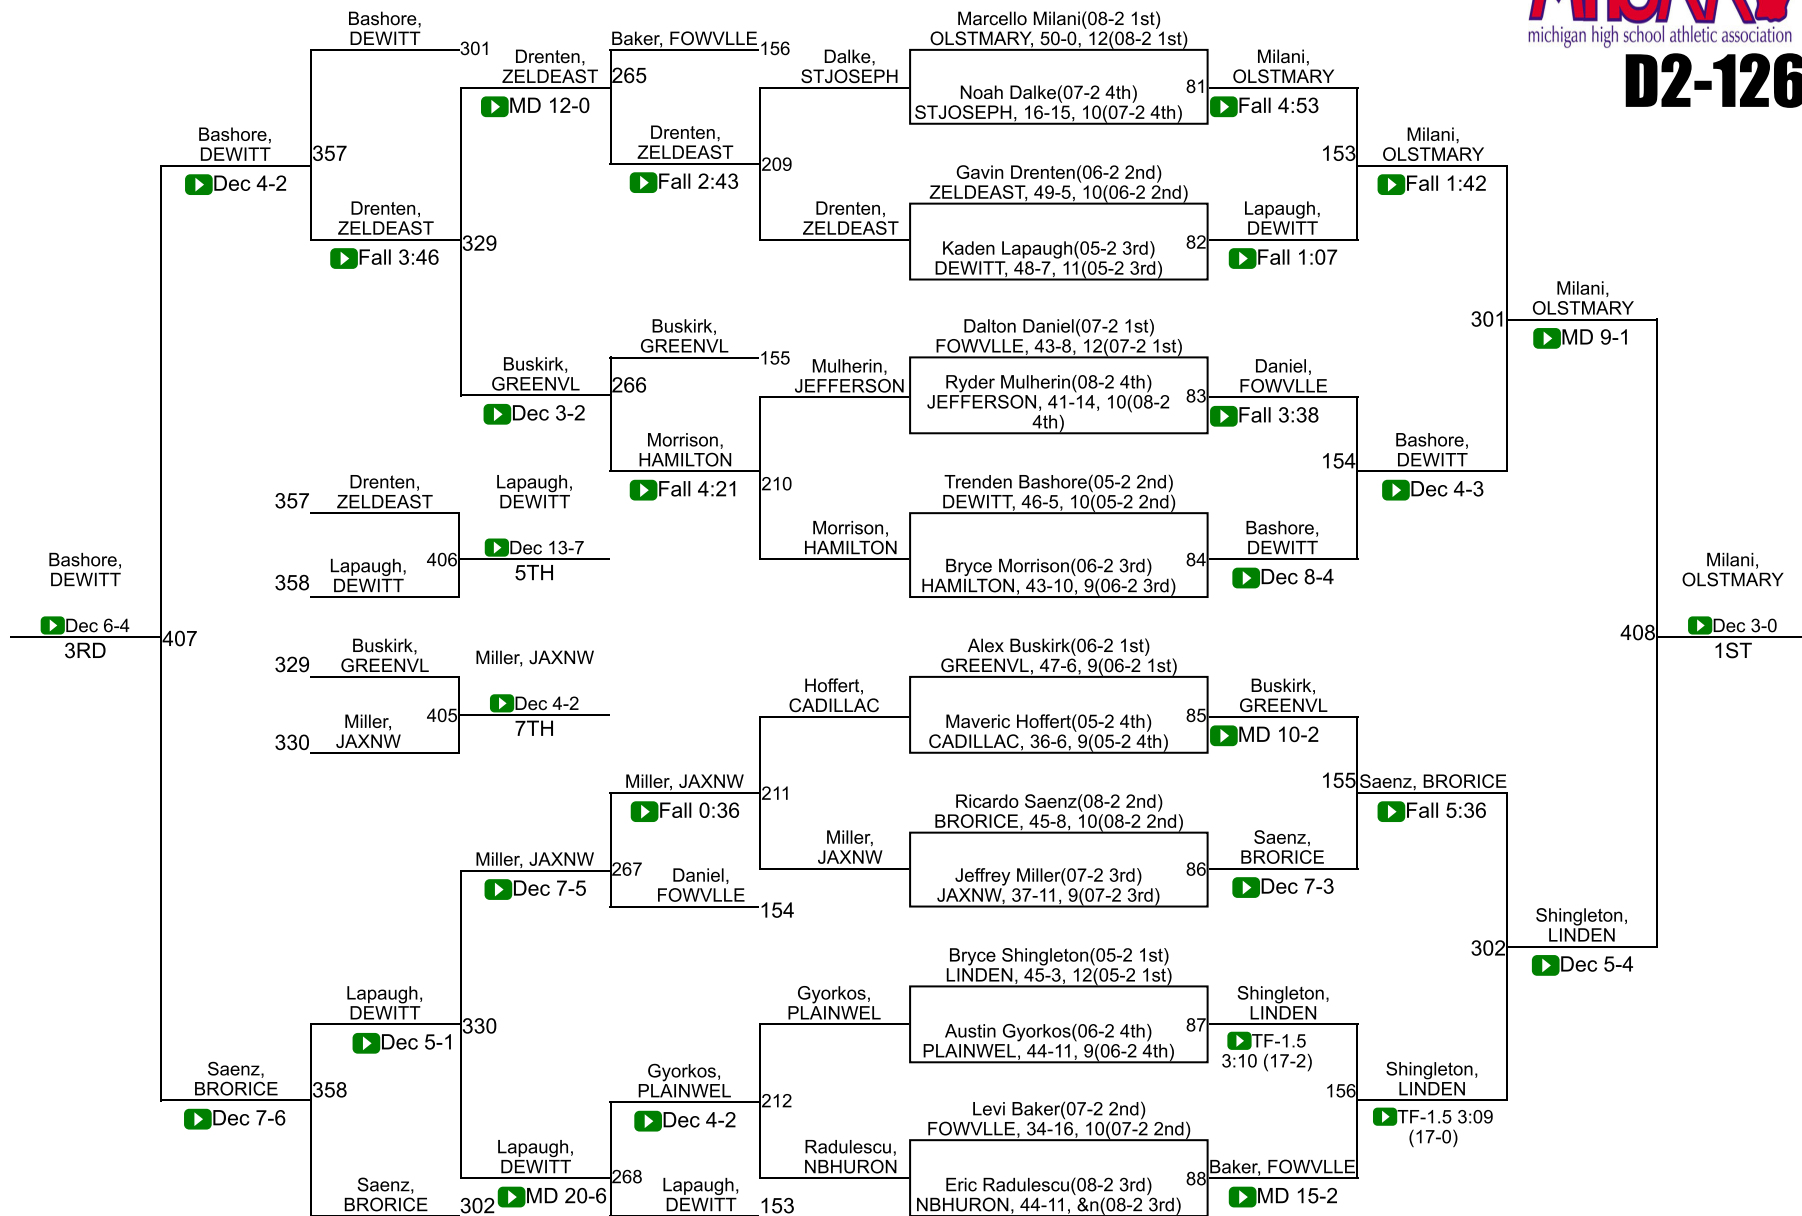 michigan high school athletic association
D2-126
Bashore,
DEWITT
301
Drenten,
ZELDEAST
MD 12-0
Baker, FOWVLLE
156
265
Dalke,
STJOSEPH
Marcello Milani(08-2 1st)
OLSTMARY, 50-0, 12(08-2 1st)
Noah Dalke(07-2 4th)
STJOSEPH, 16-15, 10(07-2 4th)
81
Milani,
OLSTMARY
Fall 4:53
Bashore,
DEWITT
Dec 4-2
357
Drenten,
ZELDEAST
Fall 2:43
209
153
Milani,
OLSTMARY
Fall 1:42
Drenten,
ZELDEAST
Fall 3:46
329
Drenten,
ZELDEAST
Gavin Drenten(06-2 2nd)
ZELDEAST, 49-5, 10(06-2 2nd)
Kaden Lapaugh(05-2 3rd)
DEWITT, 48-7, 11(05-2 3rd)
82
Lapaugh,
DEWITT
Fall 1:07
301
Milani,
OLSTMARY
MD 9-1
Buskirk,
GREENVL
155
Buskirk,
GREENVL
Dec 3-2
266
Mulherin,
JEFFERSON
Dalton Daniel(07-2 1st)
FOWVLLE, 43-8, 12(07-2 1st)
Ryder Mulherin(08-2 4th)
JEFFERSON, 41-14, 10(08-2
4th)
83
Daniel,
FOWVLLE
Fall 3:38
Morrison,
HAMILTON
Fall 4:21
210
154
Bashore,
DEWITT
Dec 4-3
357
Drenten,
ZELDEAST
358
Lapaugh,
DEWITT
406
Lapaugh,
DEWITT
Dec 13-7
5TH
Morrison,
HAMILTON
Trenden Bashore(05-2 2nd)
DEWITT, 46-5, 10(05-2 2nd)
Bryce Morrison(06-2 3rd)
HAMILTON, 43-10, 9(06-2 3rd)
84
Bashore,
DEWITT
Dec 8-4
Bashore,
DEWITT
Dec 6-4
3RD
407
408
Milani,
OLSTMARY
Dec 3-0
1ST
329
Buskirk,
GREENVL
330
Miller,
JAXNW
405
Miller, JAXNW
Dec 4-2
7TH
Hoffert,
CADILLAC
Alex Buskirk(06-2 1st)
GREENVL, 47-6, 9(06-2 1st)
Maveric Hoffert(05-2 4th)
CADILLAC, 36-6, 9(05-2 4th)
85
Buskirk,
GREENVL
MD 10-2
Miller, JAXNW
Fall 0:36
211
155
Saenz, BRORICE
Fall 5:36
Miller, JAXNW
Dec 7-5
267
Daniel,
FOWVLLE
154
Miller,
JAXNW
Ricardo Saenz(08-2 2nd)
BRORICE, 45-8, 10(08-2 2nd)
Jeffrey Miller(07-2 3rd)
JAXNW, 37-11, 9(07-2 3rd)
86
Saenz,
BRORICE
Dec 7-3
302
Shingleton,
LINDEN
Dec 5-4
Lapaugh,
DEWITT
Dec 5-1
330
Gyorkos,
PLAINWEL
Bryce Shingleton(05-2 1st)
LINDEN, 45-3, 12(05-2 1st)
Austin Gyorkos(06-2 4th)
PLAINWEL, 44-11, 9(06-2 4th)
87
Shingleton,
LINDEN
TF-1.5
3:10 (17-2)
Saenz,
BRORICE
Dec 7-6
358
Gyorkos,
PLAINWEL
Dec 4-2
212
156
Shingleton,
LINDEN
TF-1.5 3:09
(17-0)
Saenz,
BRORICE
302
Lapaugh,
DEWITT
MD 20-6
268
Lapaugh,
DEWITT
153
Radulescu,
NBHURON
Levi Baker(07-2 2nd)
FOWVLLE, 34-16, 10(07-2 2nd)
Eric Radulescu(08-2 3rd)
NBHURON, 44-11, &n(08-2 3rd)
88
Baker, FOWVLLE
MD 15-2